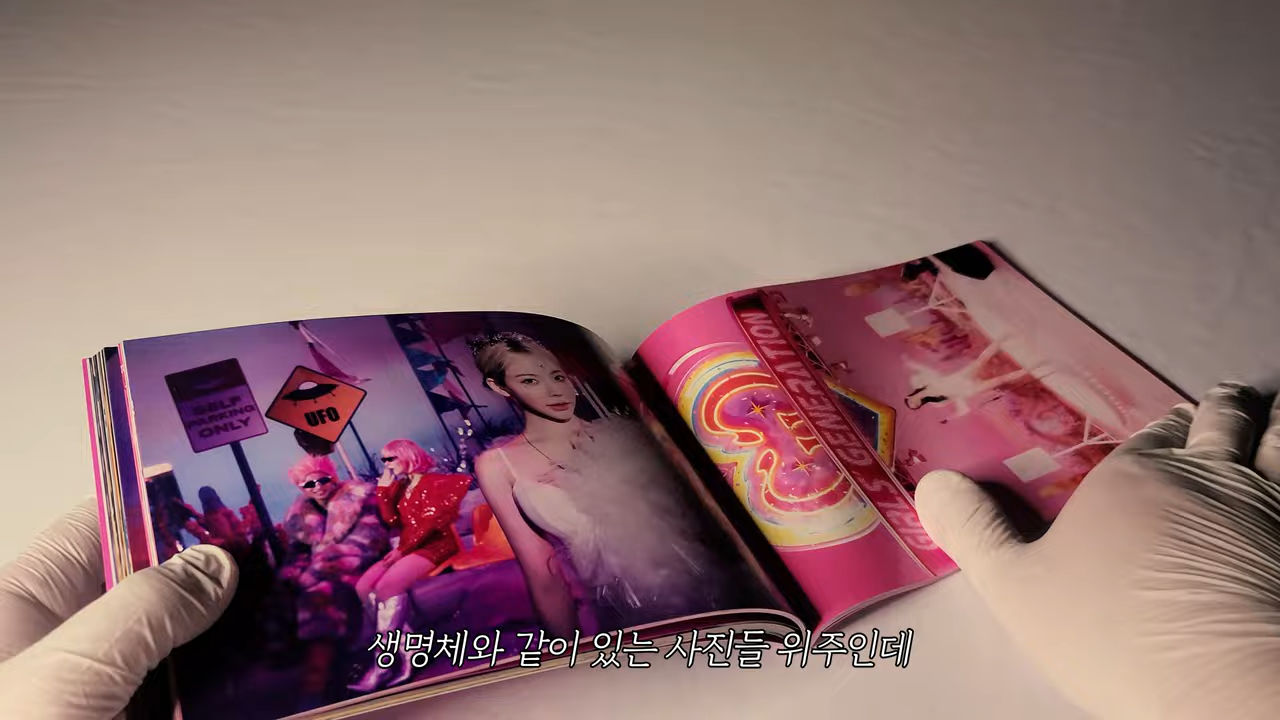 SELF
PARKING
ONLY
UFO
GIRLS' GENERATION
생명체와 같이 있는 사진들 위주인데